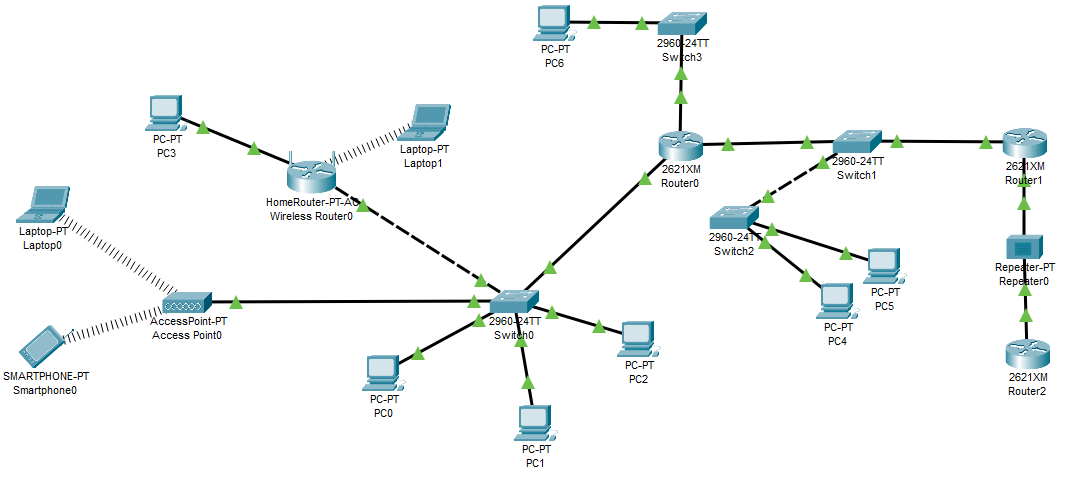 PC-PT
PC6
2960-24TT
Switch3
PC-PT
PC3
Laptop-PT
Laptop1
2621XM
Router0
2960-24TT
Switch1
2621XM
Router1
HomeRouter-PT-AC
Wireless Router0
Laptop-PT
Laptop0
2960-24TT
Switch2
Repeater-PT
Repeater0
PC-PT
PC5
AccessPoint-PT
Access Point0
2960-24TT
Switch0
PC-PT
PC4
SMARTPHONE-PT
Smartphone0
PC-PT
PC0
PC-PT
PC2
2621XM
Router2
PC-PT
PC1